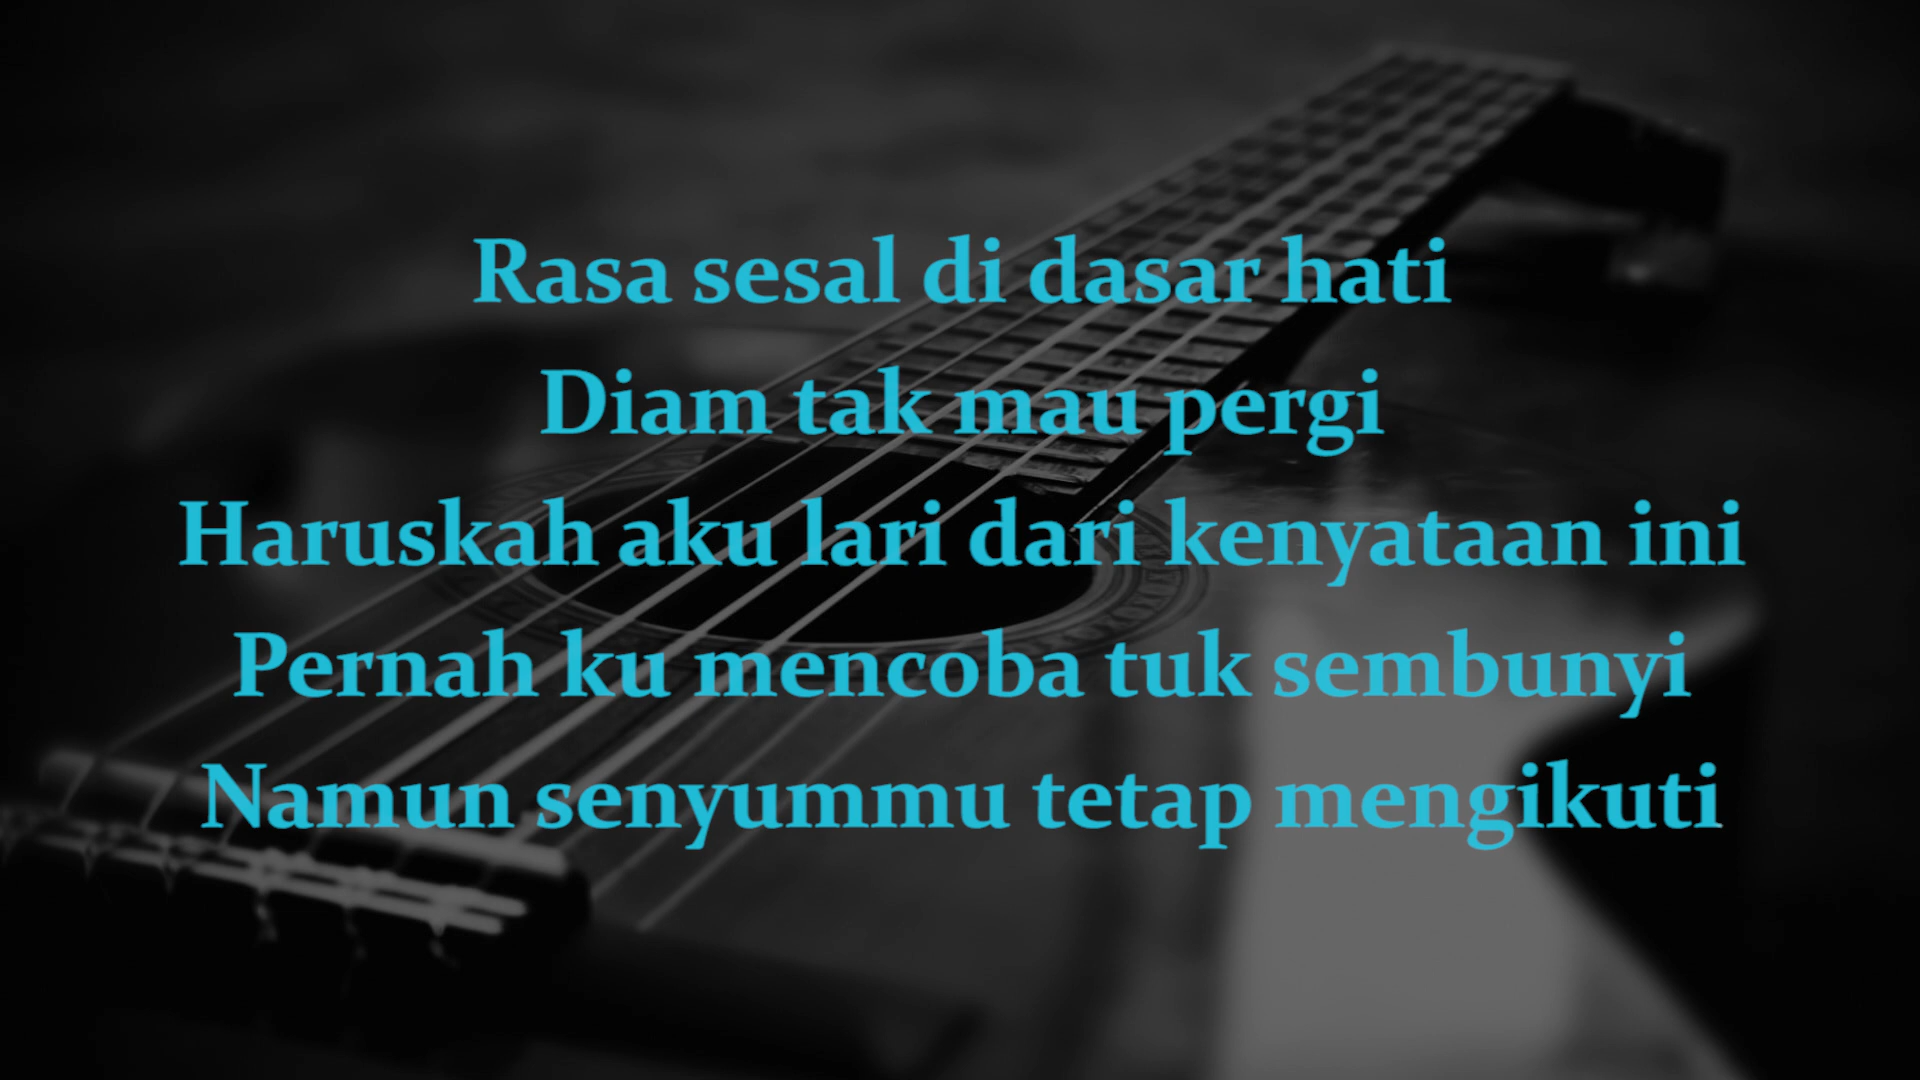 Rasa sesal di dasar hati
Diam tak mau pergi
Haruskah aku lari dari kenyataan ini
Pernah ku mencoba tuk sembunyi
Namun senyummu tetap mengikuti